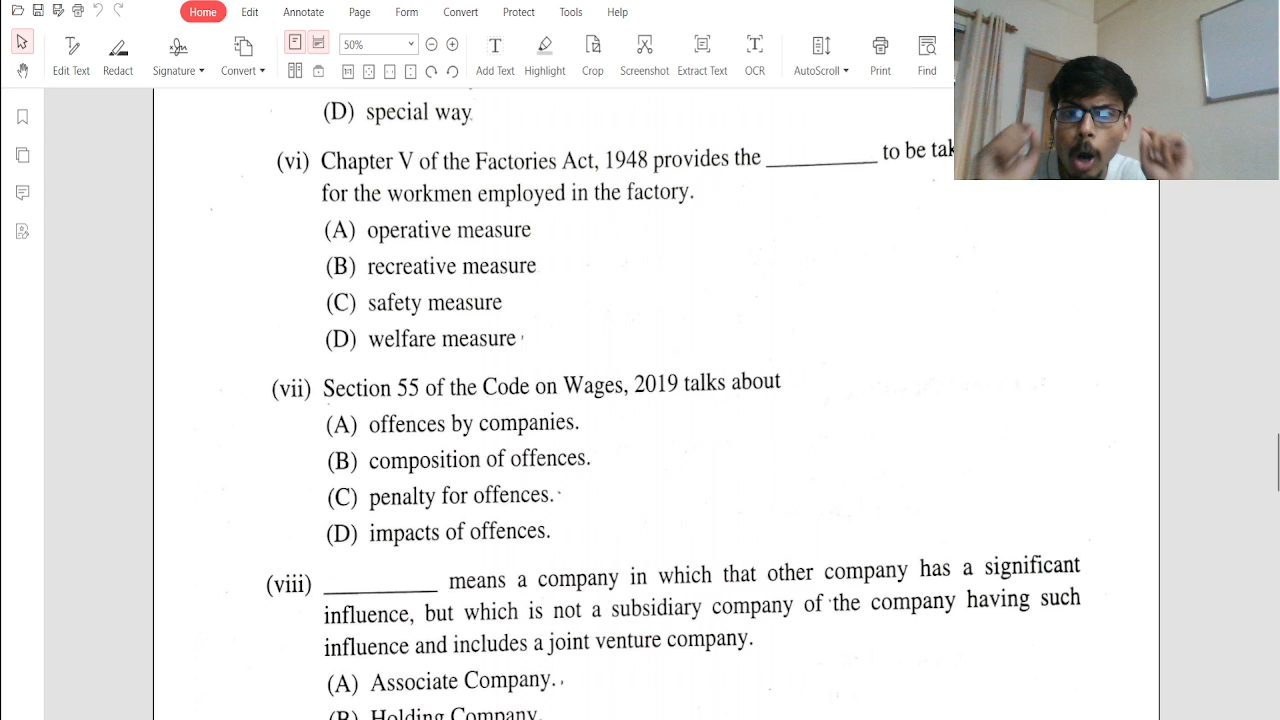 Home Edit Annotate Page Form Convert Protect Tools Help
50%
Edit Text Redact Signature Convert Add Text Highlight Crop Screenshot Extract Text OCR AutoScroll Print Find
(D) special way
(vi) Chapter V of the Factories Act, 1948 provides the __________ to be
for the workmen employed in the factory.
(A) operative measure
(B) recreative measure
(C) safety measure
(D) welfare measure
(vii) Section 55 of the Code on Wages, 2019 talks about
(A) offences by companies.
(B) composition of offences.
(C) penalty for offences.
(D) impacts of offences.
(viii) __________ means a company in which that other company has a significant
influence, but which is not a subsidiary company of the company having such
influence and includes a joint venture company.
(A) Associate Company.
(B) Holding Company.